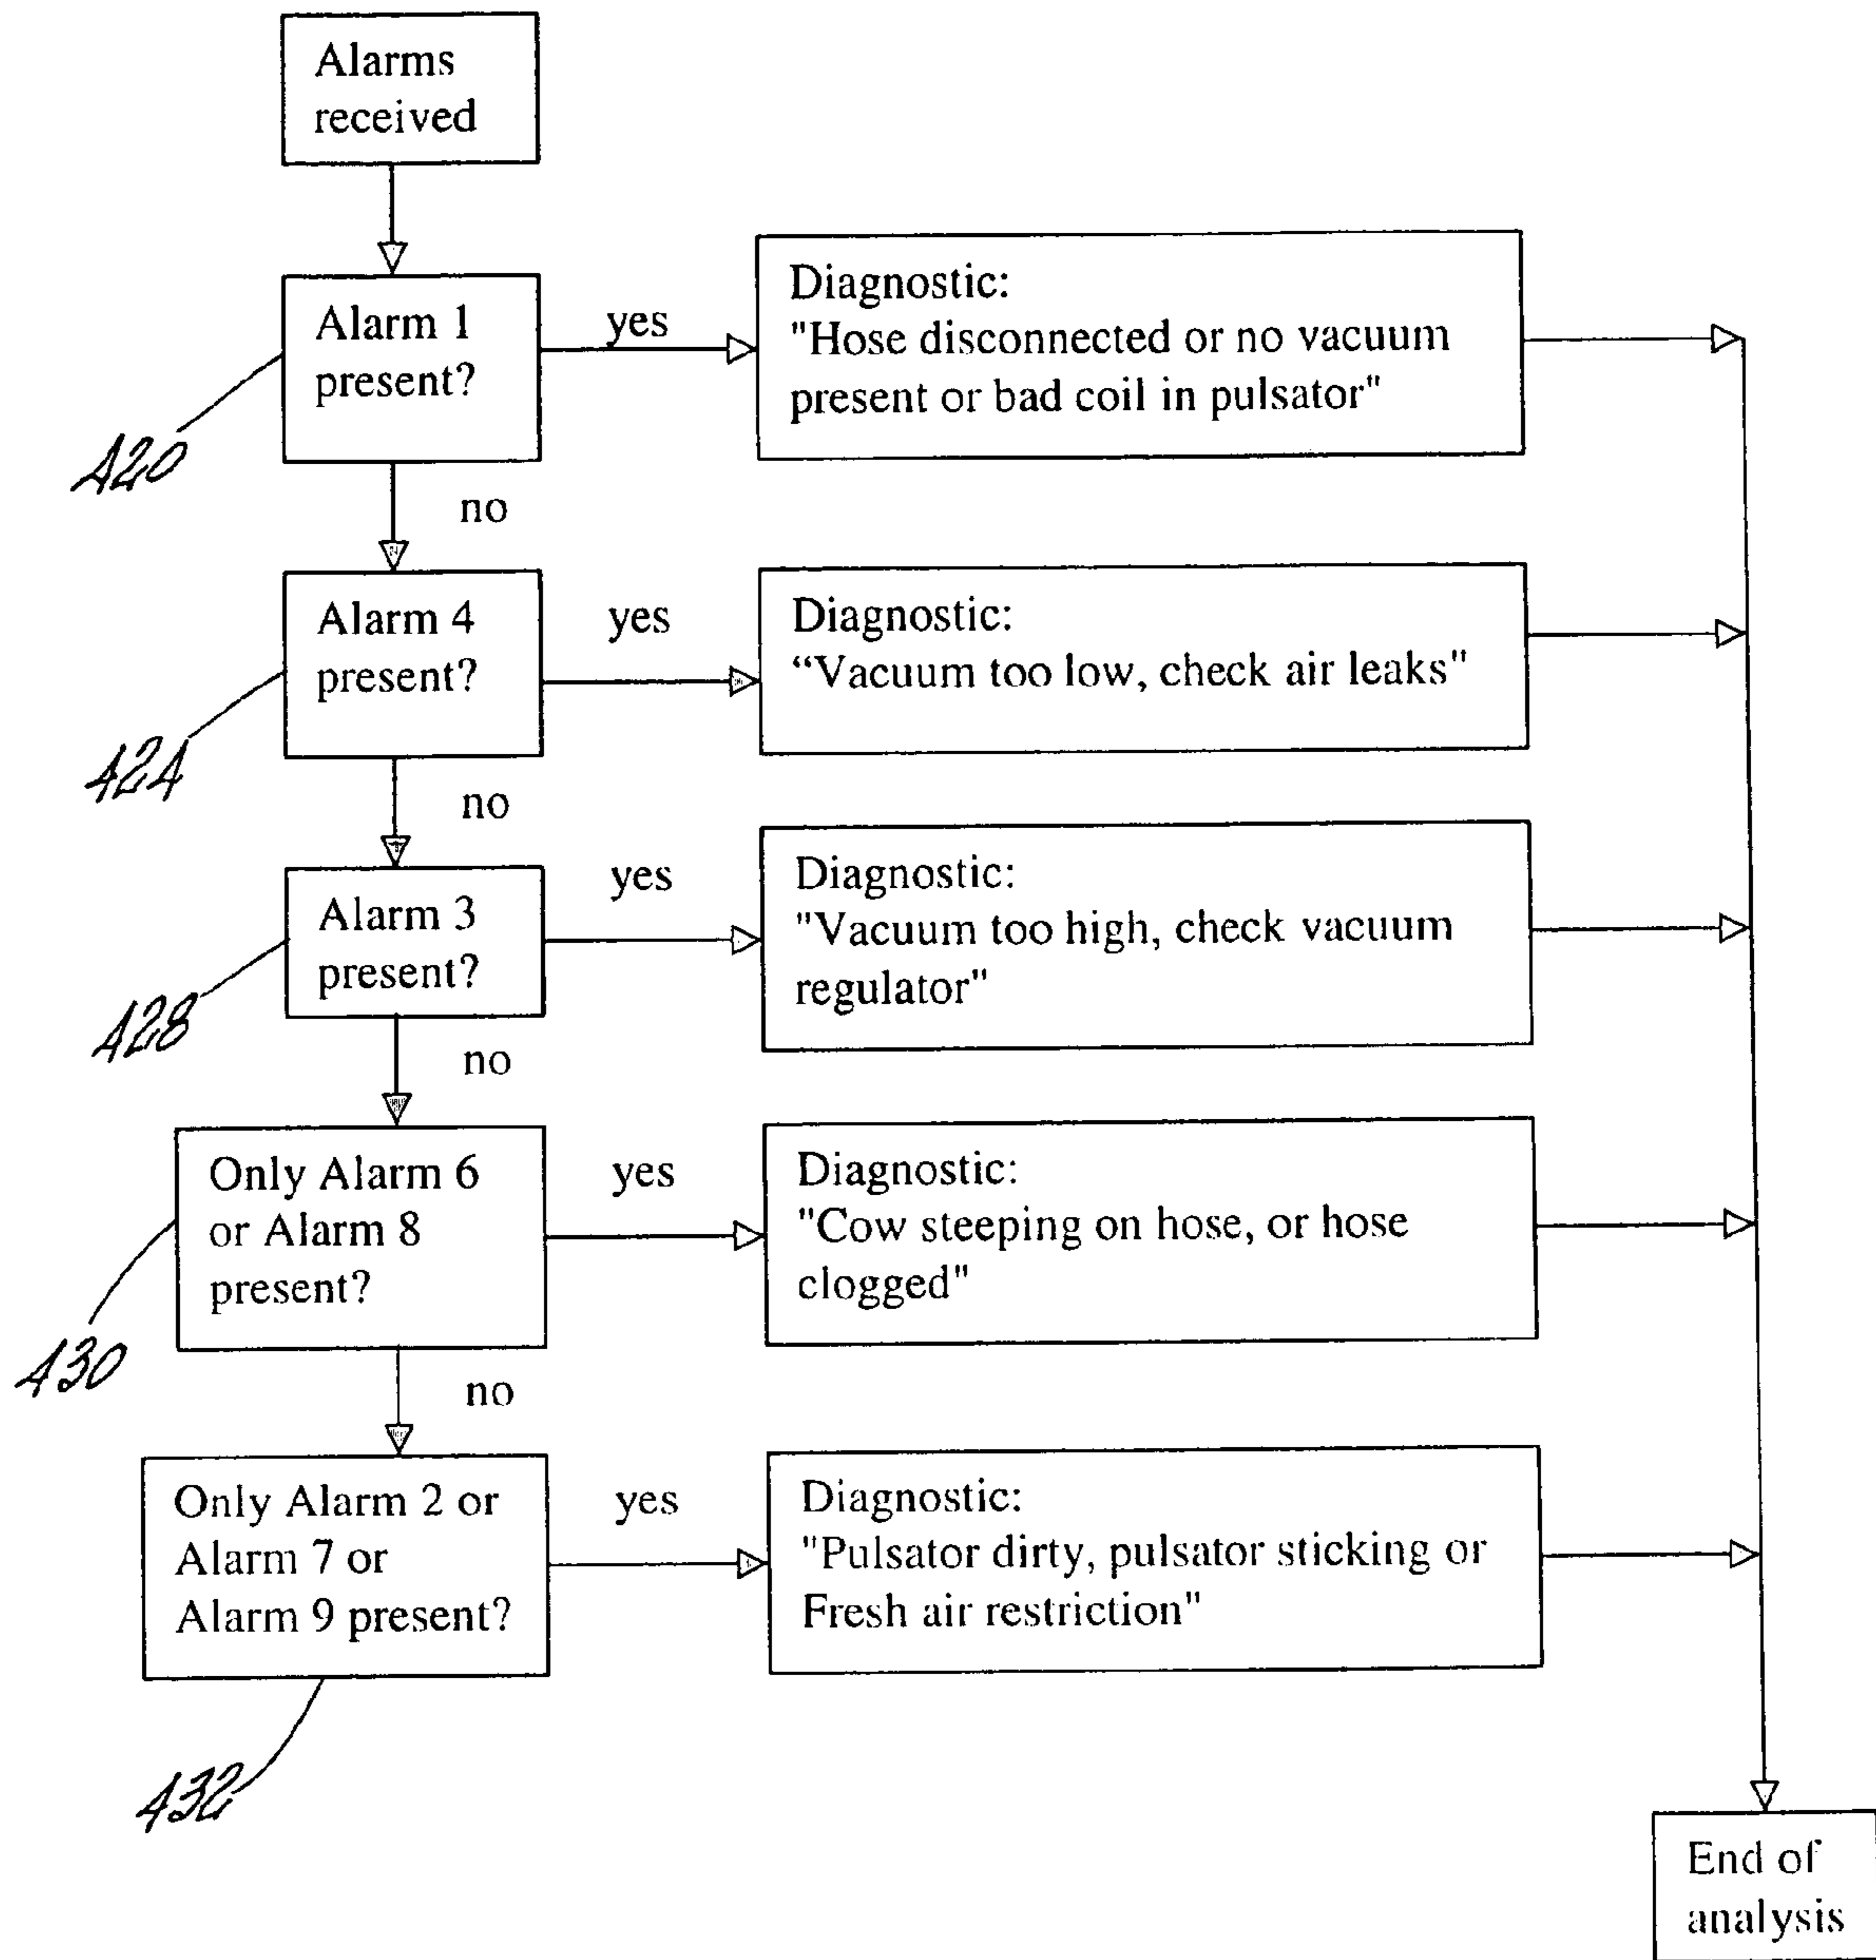 Alarms
received
Alarm 1
present?
yes
Diagnostic:
"Hose disconnected or no vacuum
present or bad coil in pulsator"
420
no
Alarm 4
present?
yes
Diagnostic:
“Vacuum too low, check air leaks"
424
no
Alarm 3
present?
yes
Diagnostic:
"Vacuum too high, check vacuum
regulator"
428
no
Only Alarm 6
or Alarm 8
present?
yes
Diagnostic:
"Cow steeping on hose, or hose
clogged"
430
no
Only Alarm 2 or
Alarm 7 or
Alarm 9 present?
yes
Diagnostic:
"Pulsator dirty, pulsator sticking or
Fresh air restriction"
432
End of
analysis